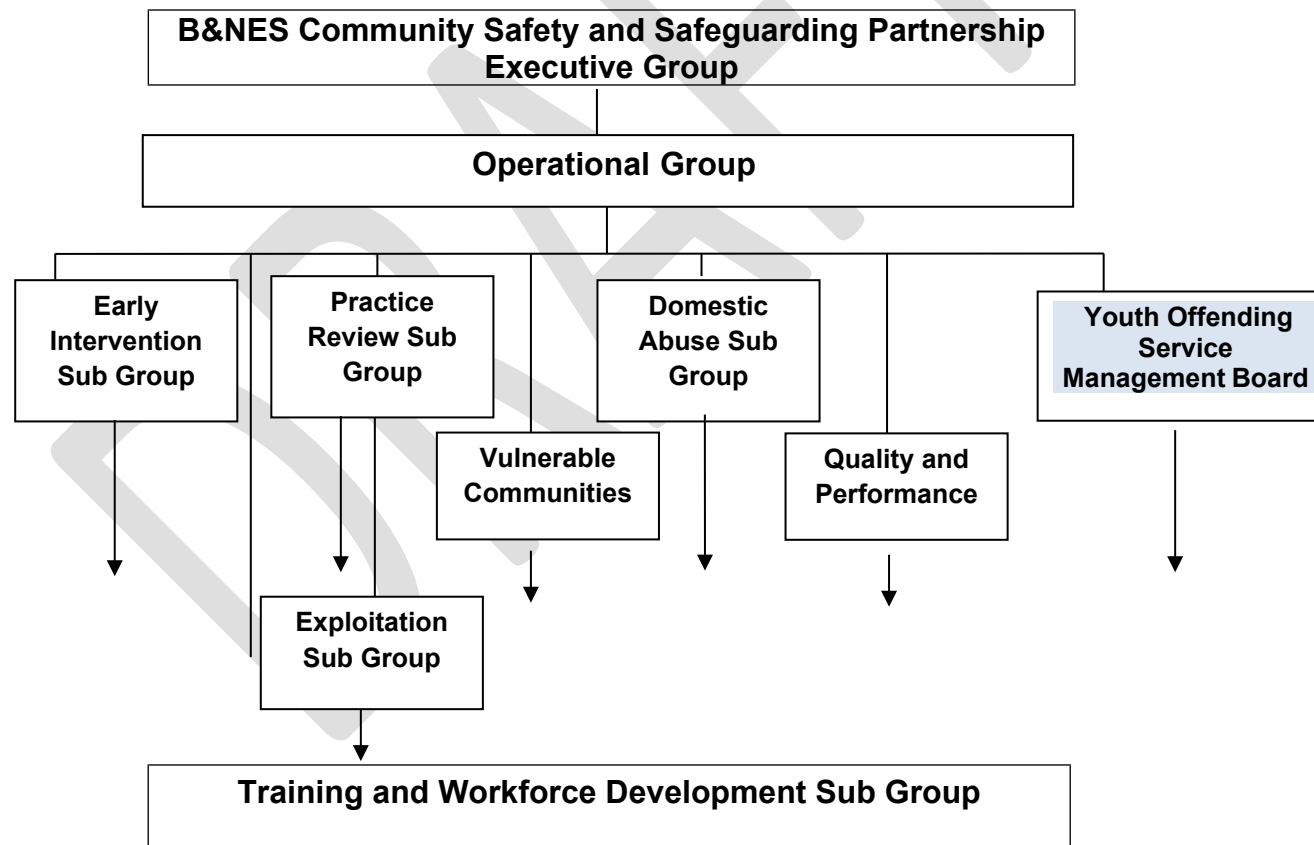 B&NES Community Safety and Safeguarding Partnership
Executive Group
Operational Group
Early
Intervention
Sub Group
Practice
Review Sub
Group
Domestic
Abuse Sub
Group
Youth Offending
Service
Management Board
Vulnerable
Communities
Quality and
Performance
Exploitation
Sub Group
Training and Workforce Development Sub Group